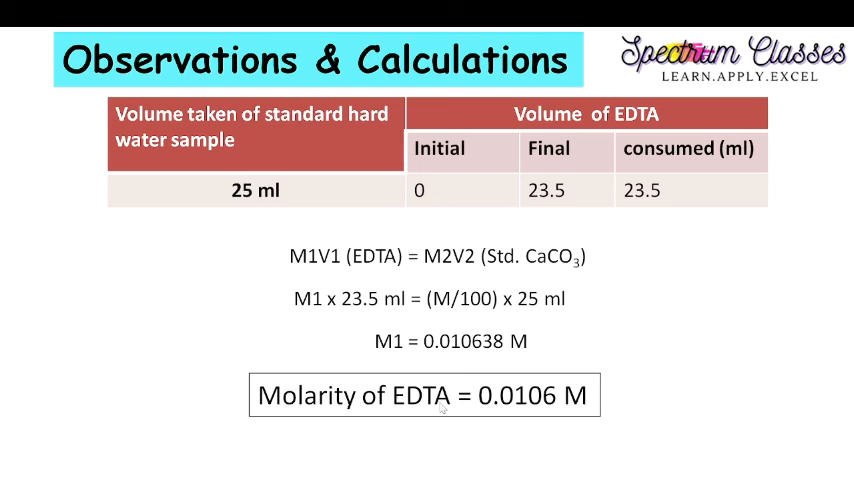 Observations & Calculations
Spectrum Classes
LEARN.APPLY.EXCEL
Volume taken of standard hard
water sample
Volume of EDTA
Initial Final consumed (ml)
25 ml 0 23.5 23.5
M1V1 (EDTA) = M2V2 (Std. CaCO₃)
M1 x 23.5 ml = (M/100) x 25 ml
M1 = 0.010638 M
Molarity of EDTA = 0.0106 M